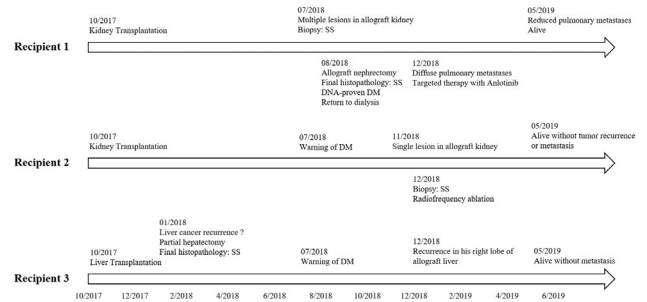 07/2018
05/2019
10/2017
Multiple lesions in allograft kidney
Reduced pulmonary metastases
Kidney Transplantation
Biopsy: SS
Alive
Recipient 1
08/2018
12/2018
Allograft nephrectomy
Diffuse pulmonary metastases
Final histopathology: SS
Targeted therapy with Anlotinib
DNA-proven DM
Return to dialysis
05/2019
10/2017
07/2018
11/2018
Alive without tumor recurrence
Kidney Transplantation
Warning of DM
Single lesion in allograft kidney
or metastasis
Recipient 2
12/2018
Biopsy: SS
Radiofrequency ablation
01/2018
Liver cancer recurrence ?
12/2018
Partial hepatectomy
10/2017
Final histopathology: SS
07/2018
Recurrence in his right lobe of
05/2019
Liver Transplantation
Warning of DM
allograft liver
Alive without metastasis
Recipient 3
10/2017 12/2017 2/2018 4/2018 6/2018 8/2018 10/2018 12/2018 2/2019 4/2019 6/2019